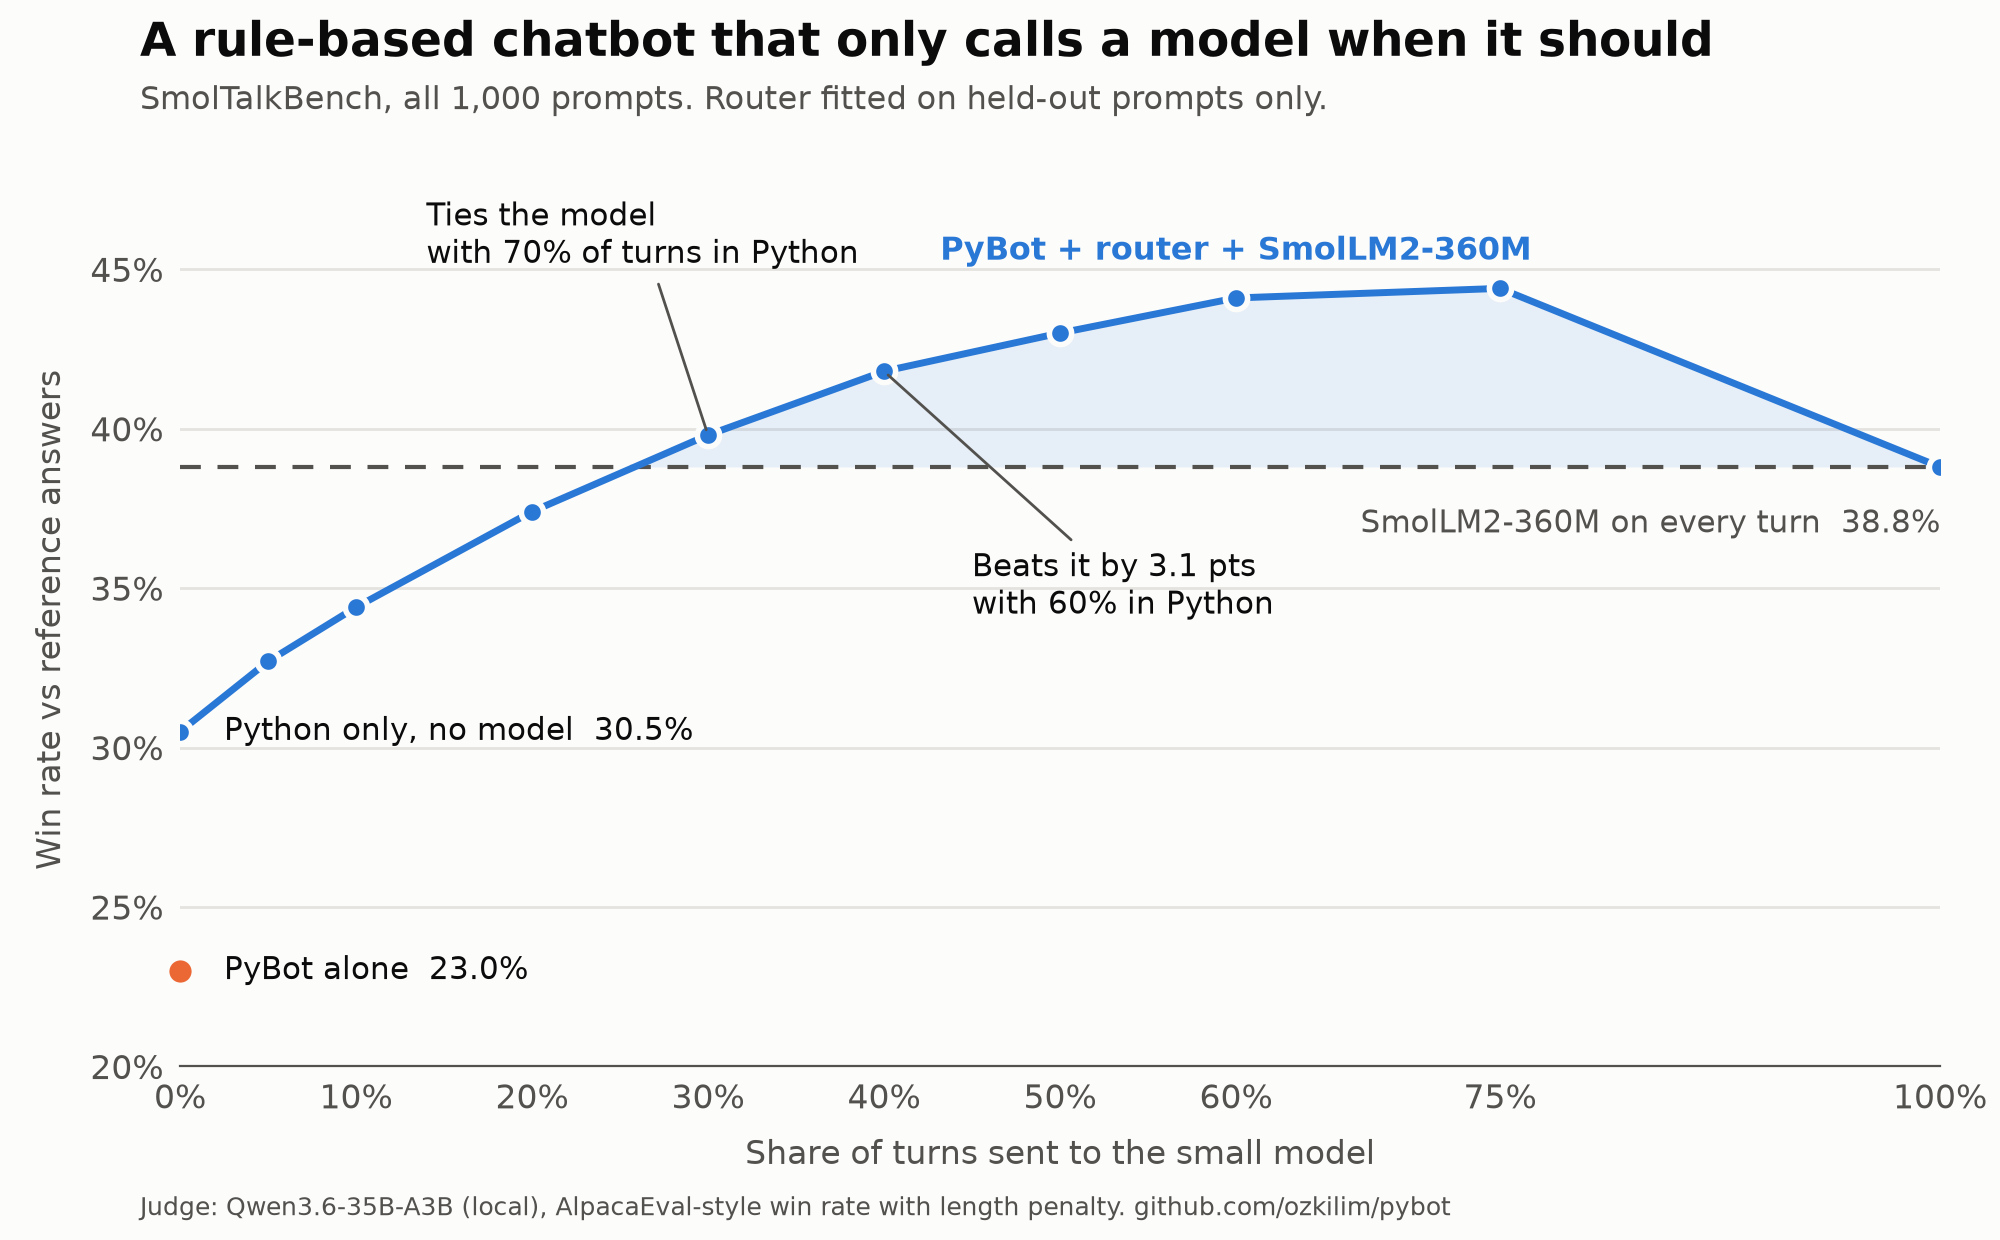 A rule-based chatbot that only calls a model when it should
SmolTalkBench, all 1,000 prompts. Router fitted on held-out prompts only.
Ties the model
with 70% of turns in Python
PyBot + router + SmolLM2-360M
45%
40%
35%
30%
25%
20%
Win rate vs reference answers
SmolLM2-360M on every turn  38.8%
Beats it by 3.1 pts
with 60% in Python
Python only, no model  30.5%
PyBot alone  23.0%
0%
10%
20%
30%
40%
50%
60%
75%
100%
Share of turns sent to the small model
Judge: Qwen3.6-35B-A3B (local), AlpacaEval-style win rate with length penalty. github.com/ozkilim/pybot